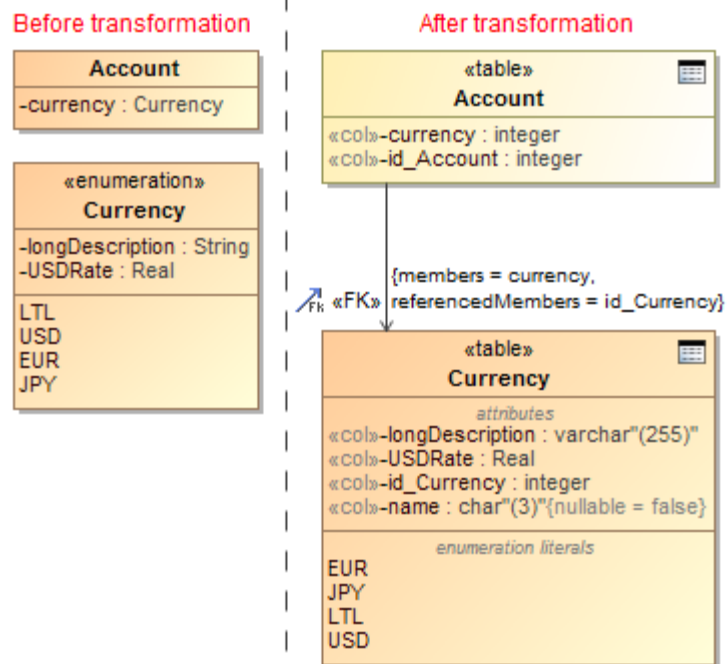 Before transformation
Account
-currency : Currency
«enumeration»
Currency
-longDescription : String
-USDRate : Real
LTL
USD
EUR
JPY
After transformation
«table»
Account
«col»-currency : integer
«col»-id_Account : integer
{members = currency,
FK «FK» referencedMembers = id_Currency}
«table»
Currency
attributes
«col»-longDescription : varchar"(255)"
«col»-USDRate : Real
«col»-id_Currency : integer
«col»-name : char"(3)"{nullable = false}
enumeration literals
EUR
JPY
LTL
USD